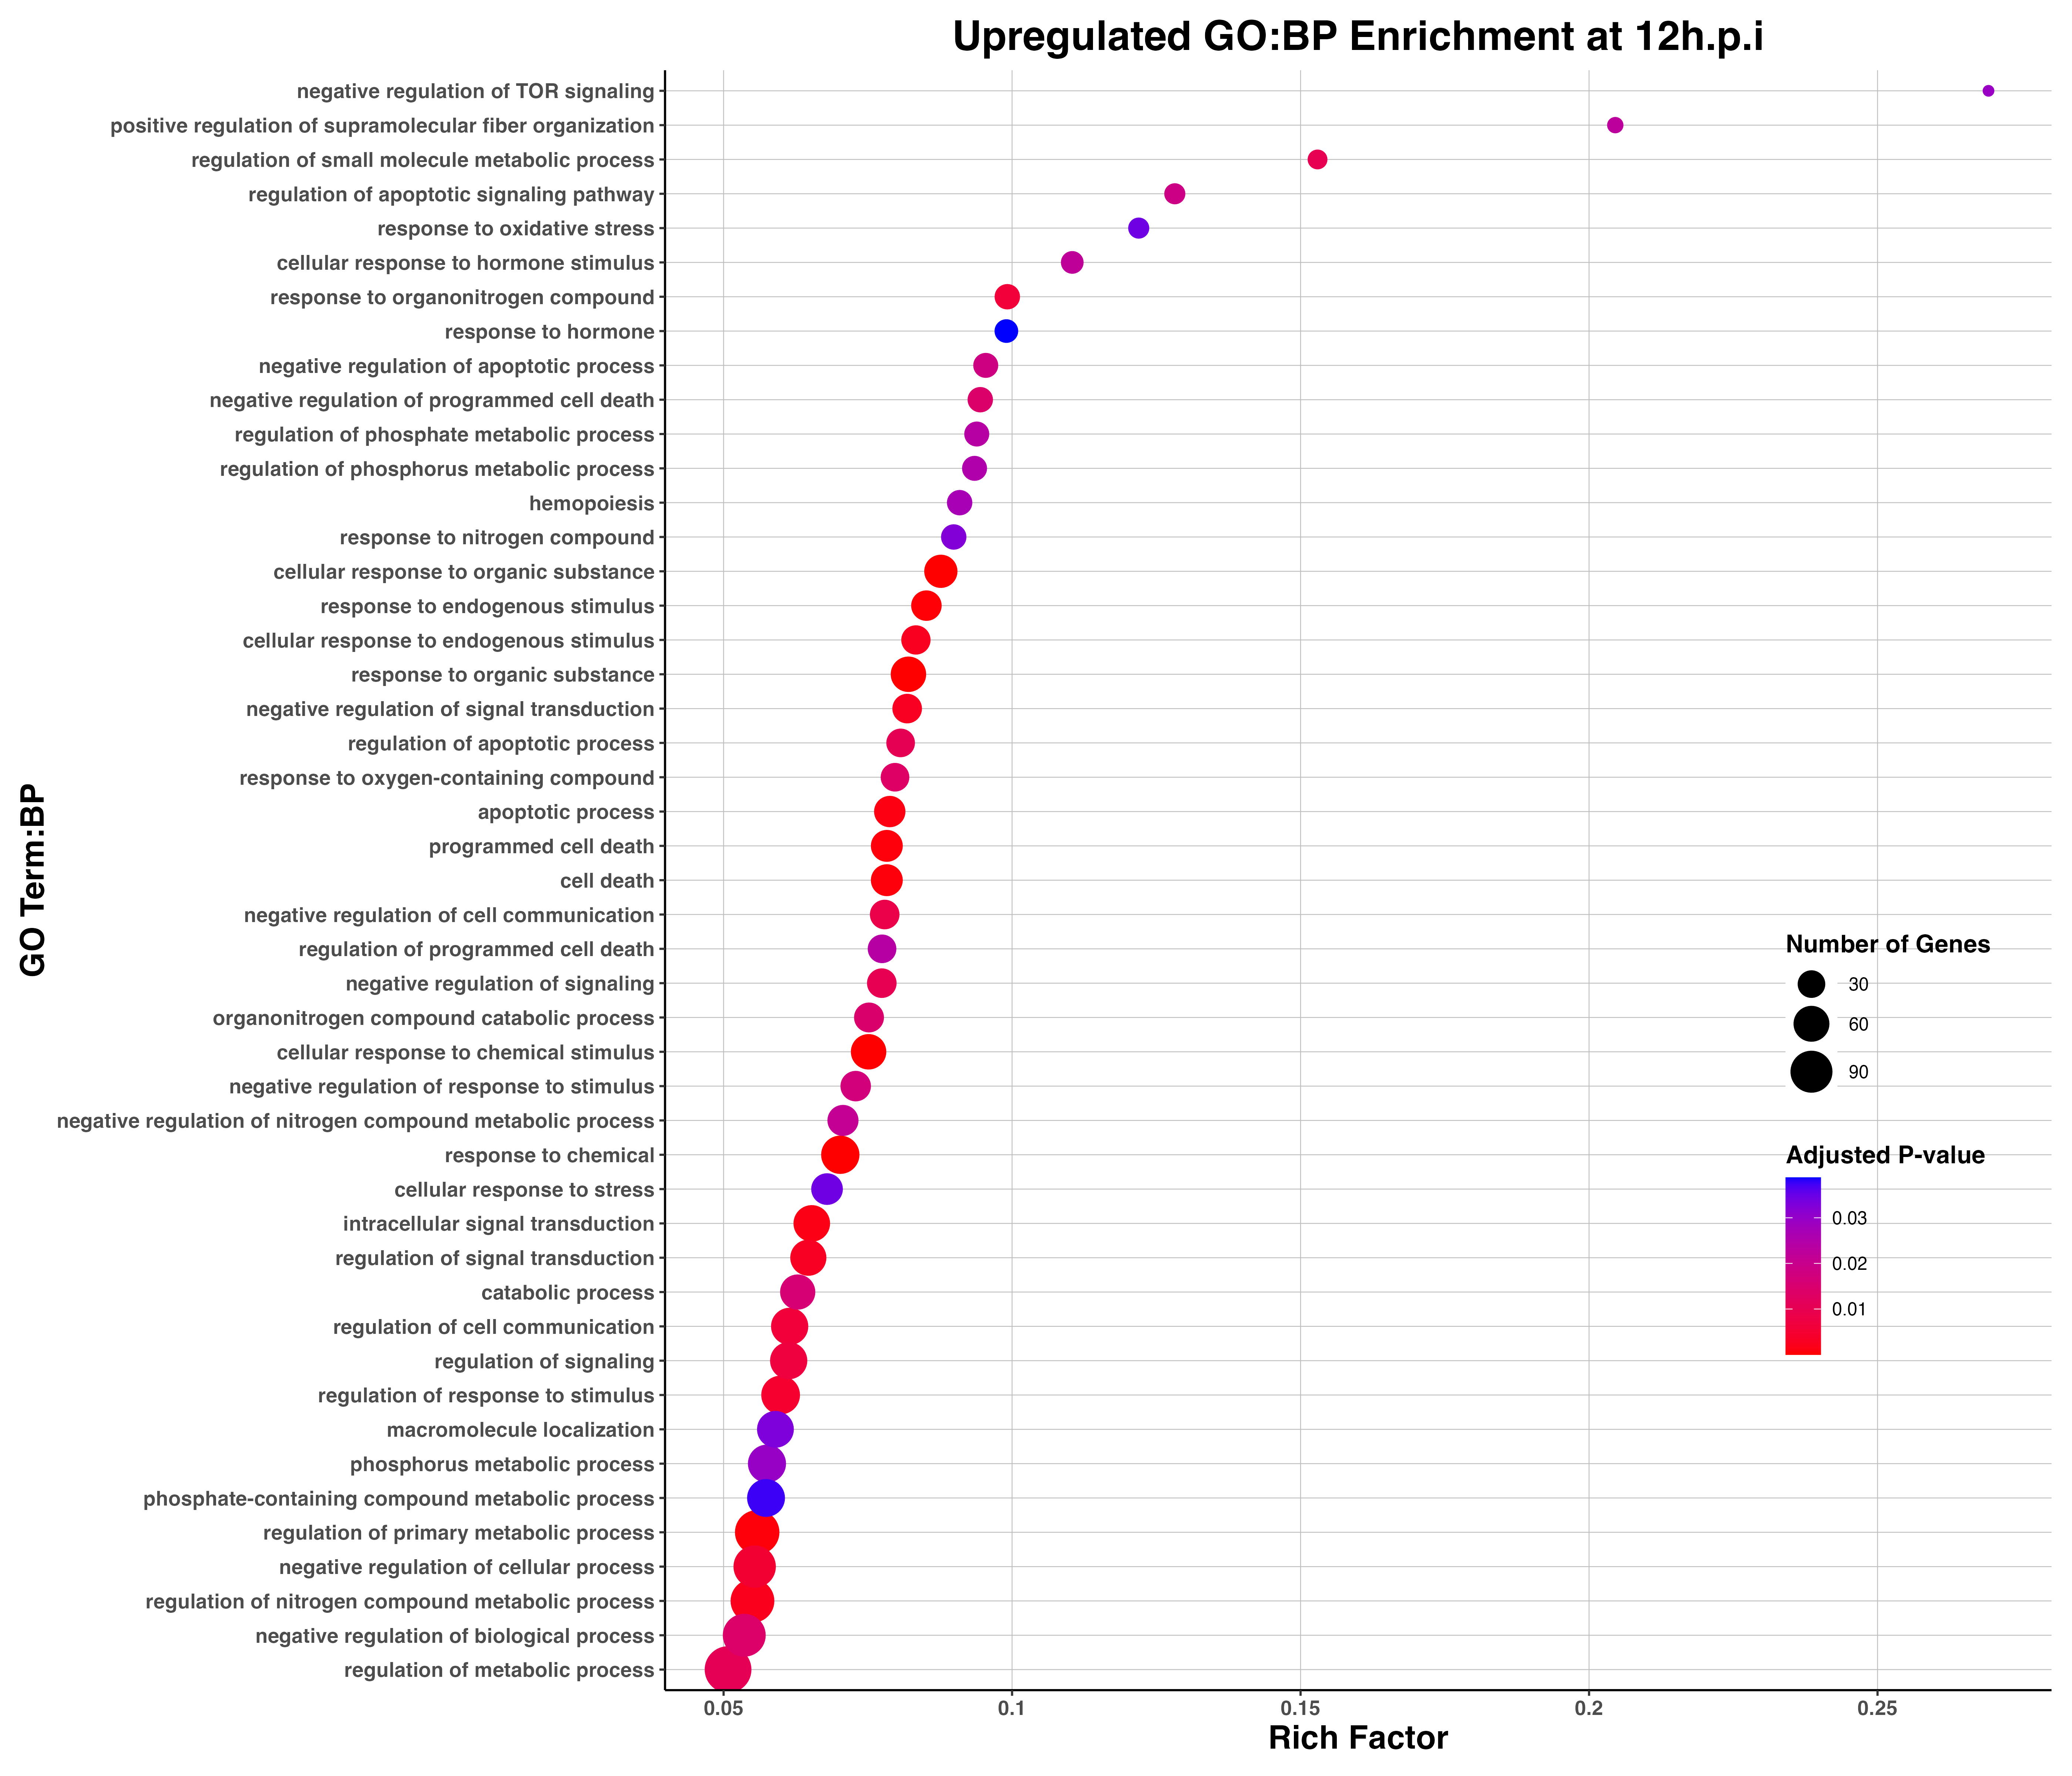 Upregulated GO:BP Enrichment at 12h.p.i
GO Term:BP
negative regulation of TOR signaling
positive regulation of supramolecular fiber organization
regulation of small molecule metabolic process
regulation of apoptotic signaling pathway
response to oxidative stress
cellular response to hormone stimulus
response to organonitrogen compound
response to hormone
negative regulation of apoptotic process
negative regulation of programmed cell death
regulation of phosphate metabolic process
regulation of phosphorus metabolic process
hemopoiesis
response to nitrogen compound
cellular response to organic substance
response to endogenous stimulus
cellular response to endogenous stimulus
response to organic substance
negative regulation of signal transduction
regulation of apoptotic process
response to oxygen-containing compound
apoptotic process
programmed cell death
cell death
negative regulation of cell communication
regulation of programmed cell death
negative regulation of signaling
organonitrogen compound catabolic process
cellular response to chemical stimulus
negative regulation of response to stimulus
negative regulation of nitrogen compound metabolic process
response to chemical
cellular response to stress
intracellular signal transduction
regulation of signal transduction
catabolic process
regulation of cell communication
regulation of signaling
regulation of response to stimulus
macromolecule localization
phosphorus metabolic process
phosphate-containing compound metabolic process
regulation of primary metabolic process
negative regulation of cellular process
regulation of nitrogen compound metabolic process
negative regulation of biological process
regulation of metabolic process
Number of Genes
30
60
90
Adjusted P-value
0.03
0.02
0.01
0.05 0.1 0.15 0.2 0.25
Rich Factor